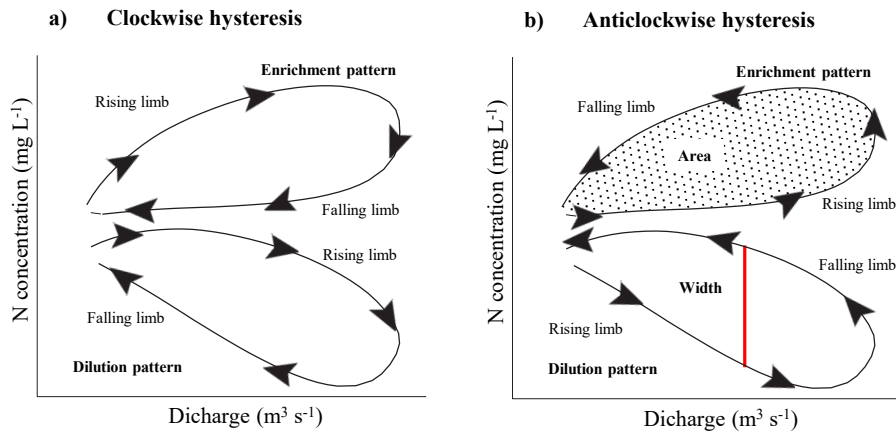 a) Clockwise hysteresis
Enrichment pattern
Rising limb
N concentration (mg L⁻¹)
Falling limb
Rising limb
Falling limb
Dilution pattern
Dicharge (m³ s⁻¹)
b) Anticlockwise hysteresis
Enrichment pattern
Falling limb
Area
N concentration (mg L⁻¹)
Rising limb
Falling limb
Width
Rising limb
Dilution pattern
Dicharge (m³ s⁻¹)